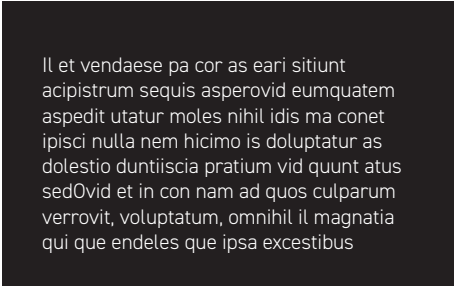 Il et vendaese pa cor as eari sitiunt
acipistrum sequis asperovid eumquatem
aspedit utatur moles nihil idis ma conet
ipisci nulla nem hicimo is doluptatur as
dolestio duntiiscia pratium vid quunt atus
sedOvid et in con nam ad quos culparum
verrovit, voluptatum, omnihil il magnatia
qui que endeles que ipsa excestibus